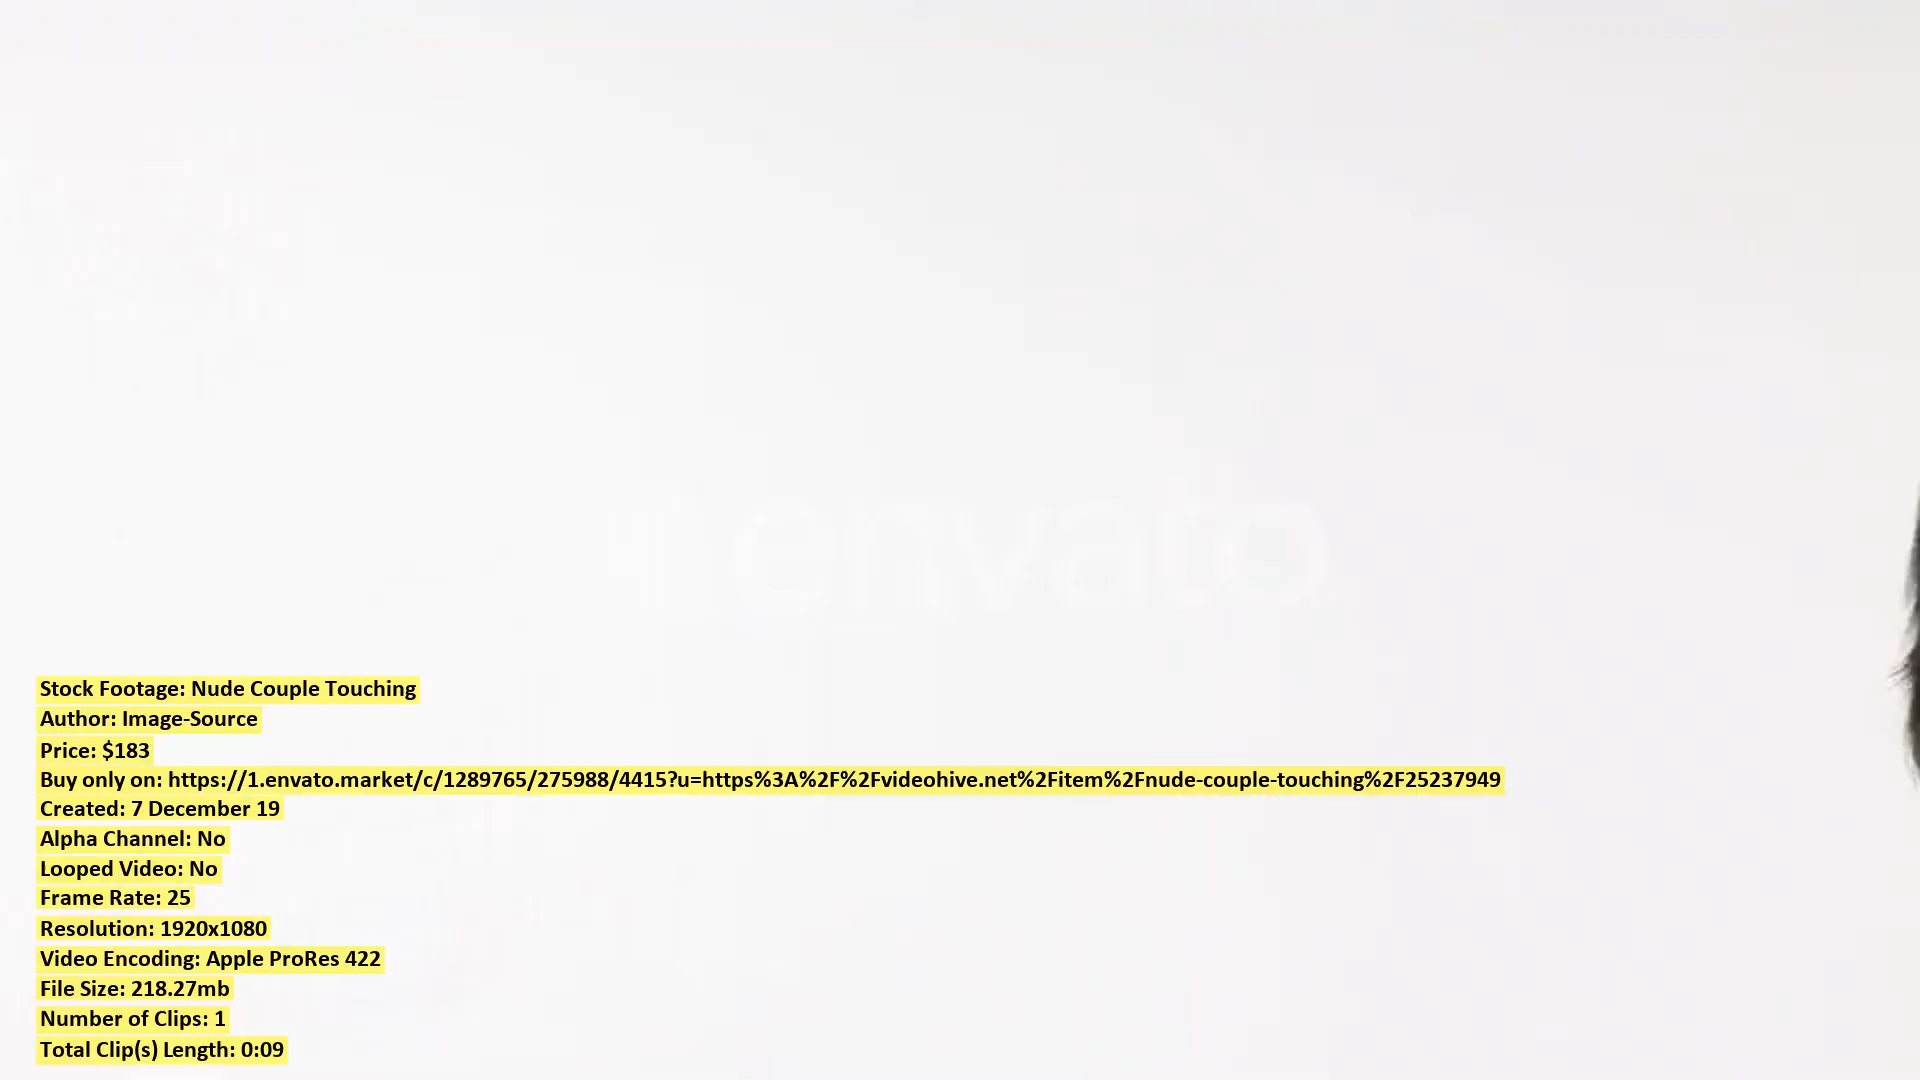 envato
Stock Footage: Nude Couple Touching
Author: Image-Source
Price: $183
Buy only on: https://1.envato.market/c/1289765/275988/4415?u=https%3A%2F%2Fvideohive.net%2Fitem%2Fnude-couple-touching%2F25237949
Created: 7 December 19
Alpha Channel: No
Looped Video: No
Frame Rate: 25
Resolution: 1920x1080
Video Encoding: Apple ProRes 422
File Size: 218.27mb
Number of Clips: 1
Total Clip(s) Length: 0:09